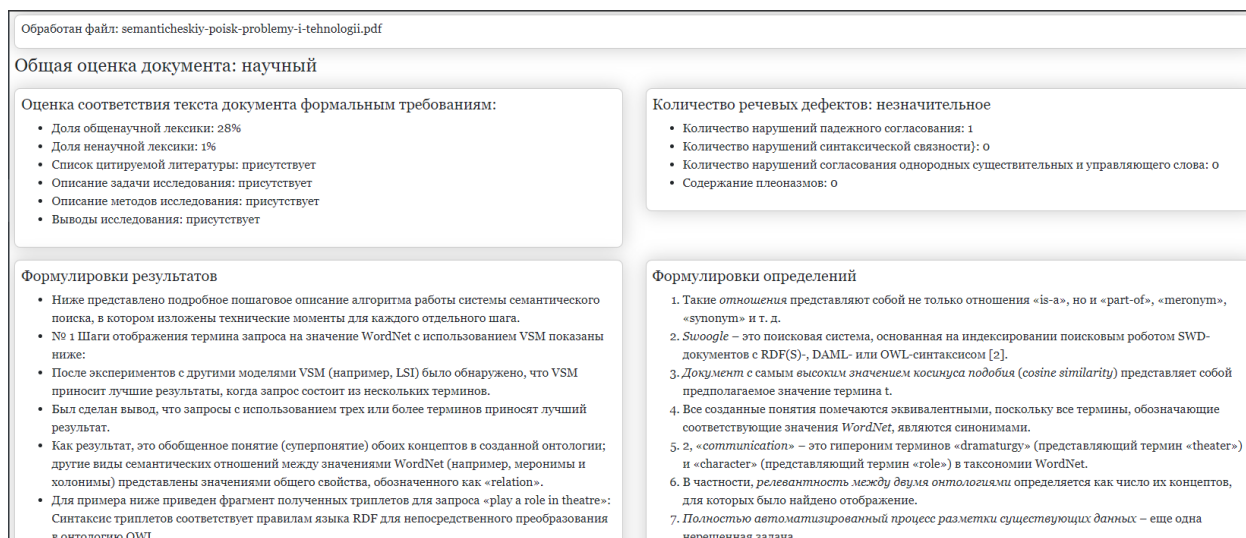 Обработан файл: semanticheskiy-poisk-problemy-i-tehnologii.pdf
Общая оценка документа: научный
Оценка соответствия текста документа формальным требованиям:
• Доля общенаучной лексики: 28%
• Доля ненаучной лексики: 1%
• Список цитируемой литературы: присутствует
• Описание задачи исследования: присутствует
• Описание методов исследования: присутствует
• Выводы исследования: присутствует
Количество речевых дефектов: незначительное
• Количество нарушений падежного согласования: 1
• Количество нарушений синтаксической связности}: 0
• Количество нарушений согласования однородных существительных и управляющего слова: 0
• Содержание плеоназмов: 0
Формулировки результатов
• Ниже представлено подробное пошаговое описание алгоритма работы системы семантического
поиска, в котором изложены технические моменты для каждого отдельного шага.
• № 1 Шаги отображения термина запроса на значение WordNet с использованием VSM показаны
ниже:
• После экспериментов с другими моделями VSM (например, LSI) было обнаружено, что VSM
приносит лучшие результаты, когда запрос состоит из нескольких терминов.
• Был сделан вывод, что запросы с использованием трех или более терминов приносят лучший
результат.
• Как результат, это обобщенное понятие (суперпонятие) обоих концептов в созданной онтологии;
другие виды семантических отношений между значениями WordNet (например, меронимы и
холонимы) представлены значениями общего свойства, обозначенного как «relation».
• Для примера ниже приведен фрагмент полученных триплетов для запроса «play a role in theatre»:
Синтаксис триплетов соответствует правилам языка RDF для непосредственного преобразования
в онтологию OWL.
Формулировки определений
1. Такие отношения представляют собой не только отношения «is-a», но и «part-of», «meronym»,
«synonym» и т. д.
2. Swoogle – это поисковая система, основанная на индексировании поисковым роботом SWD-
документов с RDF(S)-, DAML- или OWL-синтаксисом [2].
3. Документ с самым высоким значением косинуса подобия (cosine similarity) представляет собой
предполагаемое значение термина t.
4. Все созданные понятия помечаются эквивалентными, поскольку все термины, обозначающие
соответствующие значения WordNet, являются синонимами.
5. 2, «communication» – это гипероним терминов «dramaturgy» (представляющий термин «theater»)
и «character» (представляющий термин «role») в таксономии WordNet.
6. В частности, релевантность между двумя онтологиями определяется как число их концептов,
для которых было найдено отображение.
7. Полностью автоматизированный процесс разметки существующих данных – еще одна
нерешенная задача.